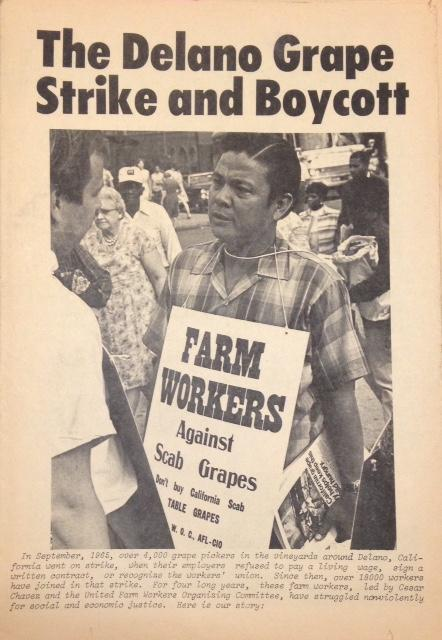 The Delano Grape
Strike and Boycott
FARM
WORKERS
Against
Scab Grapes
Don't buy California Scab
TABLE GRAPES
W. O. C. AFL-CIO
In September, 1965, over 4,000 grape pickers in the vineyards around Delano, Cali-
fornia went on strike, when their employers refused to pay a living wage, sign a
written contract, or recognize the workers' union. Since then, over 18000 workers
have joined in that strike. For four long years, these farm workers, led by Cesar
Chavez and the United Farm Workers Organizing Committee, have struggled nonviolently
for social and economic justice. Here is our story: